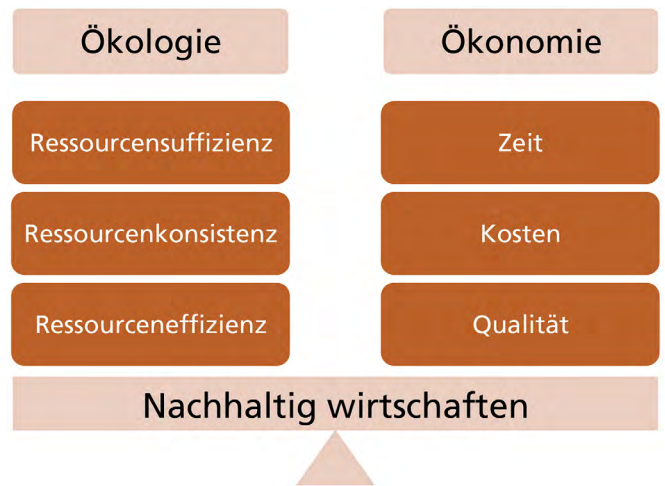 Ökologie
Ökonomie
Ressourcensuffizienz
Zeit
Ressourcenkonsistenz
Kosten
Ressourceneffizienz
Qualität
Nachhaltig wirtschaften